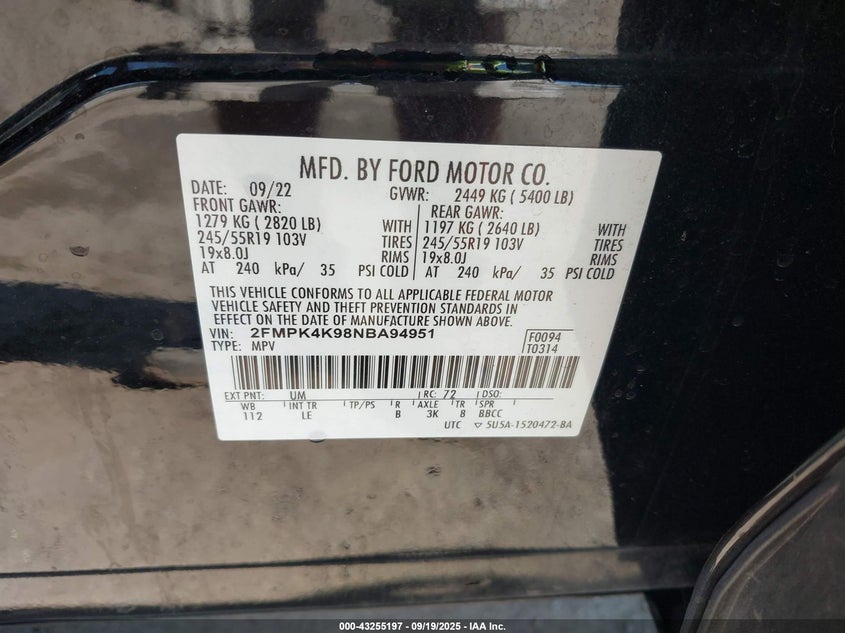 MFD. BY FORD MOTOR CO.
DATE: 09/22 GVWR: 2449 KG ( 5400 LB)
FRONT GAWR: REAR GAWR:
1279 KG ( 2820 LB) WITH 1197 KG ( 2640 LB) WITH
245/55R19 103V TIRES 245/55R19 103V TIRES
19x8.0J RIMS 19x8.0J RIMS
AT 240 kPa/ 35 PSI COLD AT 240 kPa/ 35 PSI COLD
THIS VEHICLE CONFORMS TO ALL APPLICABLE FEDERAL MOTOR
VEHICLE SAFETY AND THEFT PREVENTION STANDARDS IN
EFFECT ON THE DATE OF MANUFACTURE SHOWN ABOVE.
VIN: 2FMPK4K98NBA94951 F0094
TYPE: MPV T0314
EXT PNT: UM RC: 72 DSO:
WB INT TR TP/PS R AXLE TR SPR
112 LE B 3K 8 BBCC
UTC ▽ 5U5A-1520472-BA
000-43255197 - 09/19/2025 - IAA Inc.